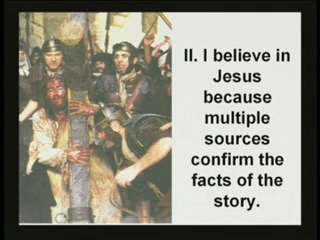 II. I believe in
Jesus
because
multiple
sources
confirm the
facts of the
story.